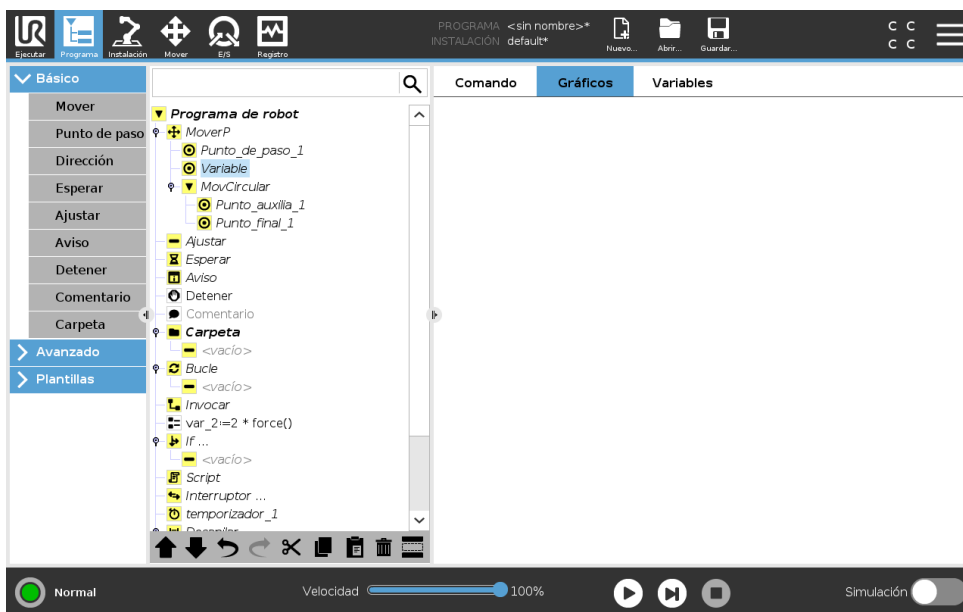 PROGRAMA <sin nombre>*
INSTALACIÓN default*
Ejecutar
Programa
Instalación
Mover
E/S
Registro
Nuevo...
Abrir...
Guardar...
C C
C C
Básico
Mover
Punto de paso
Dirección
Esperar
Ajustar
Aviso
Detener
Comentario
Carpeta
Avanzado
Plantillas
Programa de robot
MoverP
Punto_de_paso_1
Variable
MovCircular
Punto_auxilia_1
Punto_final_1
Ajustar
Esperar
Aviso
Detener
Comentario
Carpeta
<vacío>
Bucle
<vacío>
Invocar
var_2:=2 * force()
If ...
<vacío>
Script
Interruptor ...
temporizador_1
Comando
Gráficos
Variables
Normal
Velocidad
100%
Simulación